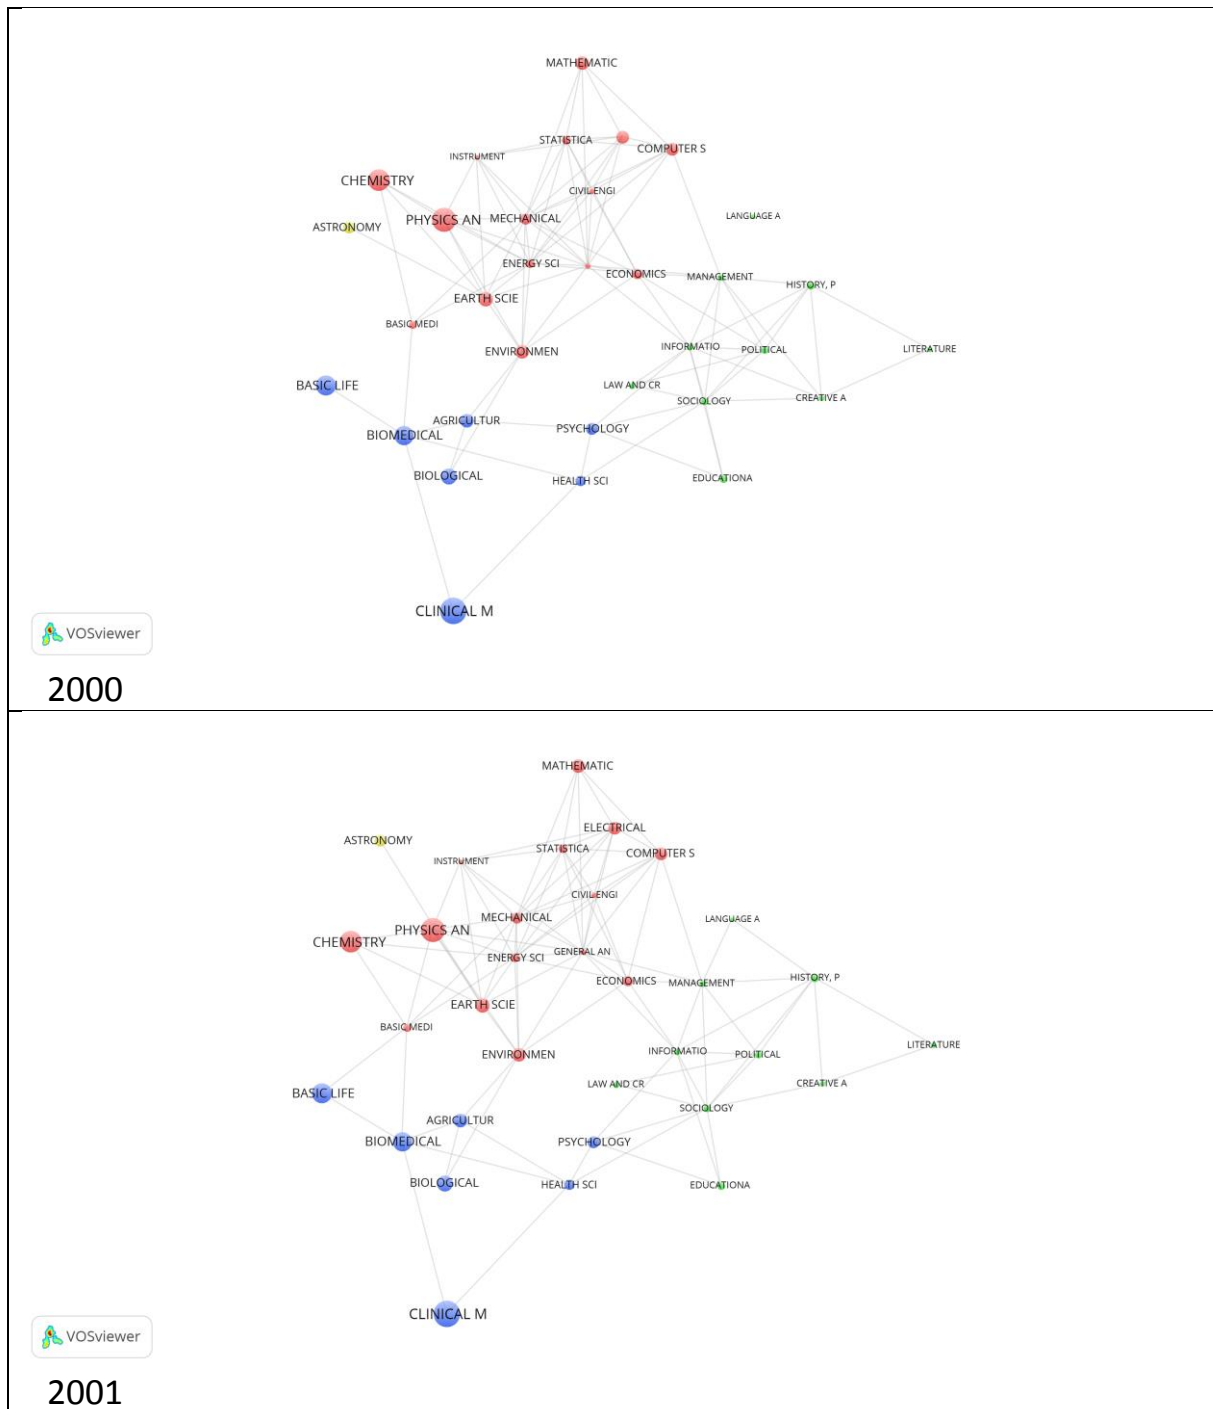 MATHEMATIC
STATISTICA
COMPUTER S
INSTRUMENT
CHEMISTRY
CIVIL ENGI
PHYSICS AN
MECHANICAL
LANGUAGE A
ASTRONOMY
ENERGY SCI
ECONOMICS
MANAGEMENT
HISTORY, P
EARTH SCIE
BASIC MEDI
ENVIRONMEN
INFORMATIO
POLITICAL
LITERATURE
BASIC LIFE
LAW AND CR
SOCIOLOGY
CREATIVE A
AGRICULTUR
BIOMEDICAL
PSYCHOLOGY
BIOLOGICAL
HEALTH SCI
EDUCATIONA
CLINICAL M
VOSviewer
2000
MATHEMATIC
ELECTRICAL
ASTRONOMY
STATISTICA
COMPUTER S
INSTRUMENT
CIVIL ENGI
MECHANICAL
LANGUAGE A
PHYSICS AN
CHEMISTRY
GENERAL AN
ENERGY SCI
ECONOMICS
MANAGEMENT
HISTORY, P
EARTH SCIE
BASIC MEDI
ENVIRONMEN
INFORMATIO
POLITICAL
LITERATURE
BASIC LIFE
LAW AND CR
CREATIVE A
SOCIOLOGY
AGRICULTUR
BIOMEDICAL
PSYCHOLOGY
BIOLOGICAL
HEALTH SCI
EDUCATIONA
CLINICAL M
VOSviewer
2001